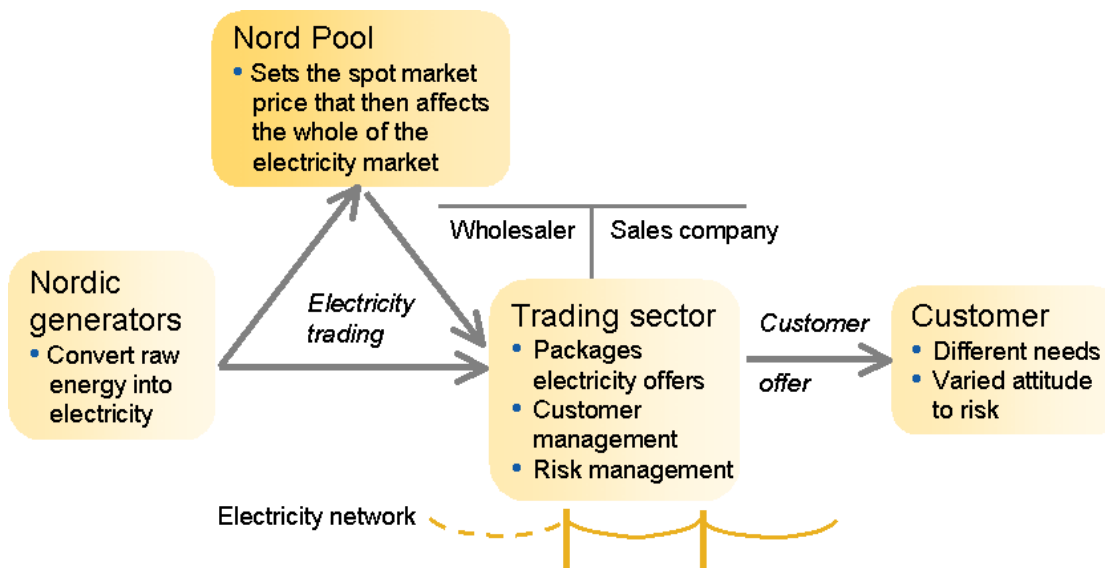 Nord Pool
• Sets the spot market
price that then affects
the whole of the
electricity market
Wholesaler
Sales company
Nordic
generators
• Convert raw
energy into
electricity
Electricity
trading
Trading sector
• Packages
electricity offers
• Customer
management
• Risk management
Customer
offer
Customer
• Different needs
• Varied attitude
to risk
Electricity network